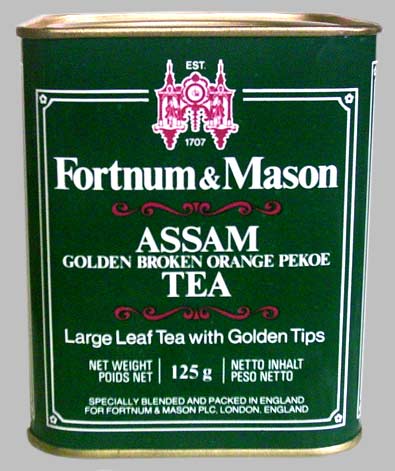 EST.
1707
Fortnum & Mason
ASSAM
GOLDEN BROKEN ORANGE PEKOE
TEA
Large Leaf Tea with Golden Tips
NET WEIGHT
POIDS NET
125 g
NETTO INHALT
PESO NETTO
SPECIALLY BLENDED AND PACKED IN ENGLAND
FOR FORTNUM & MASON PLC, LONDON, ENGLAND